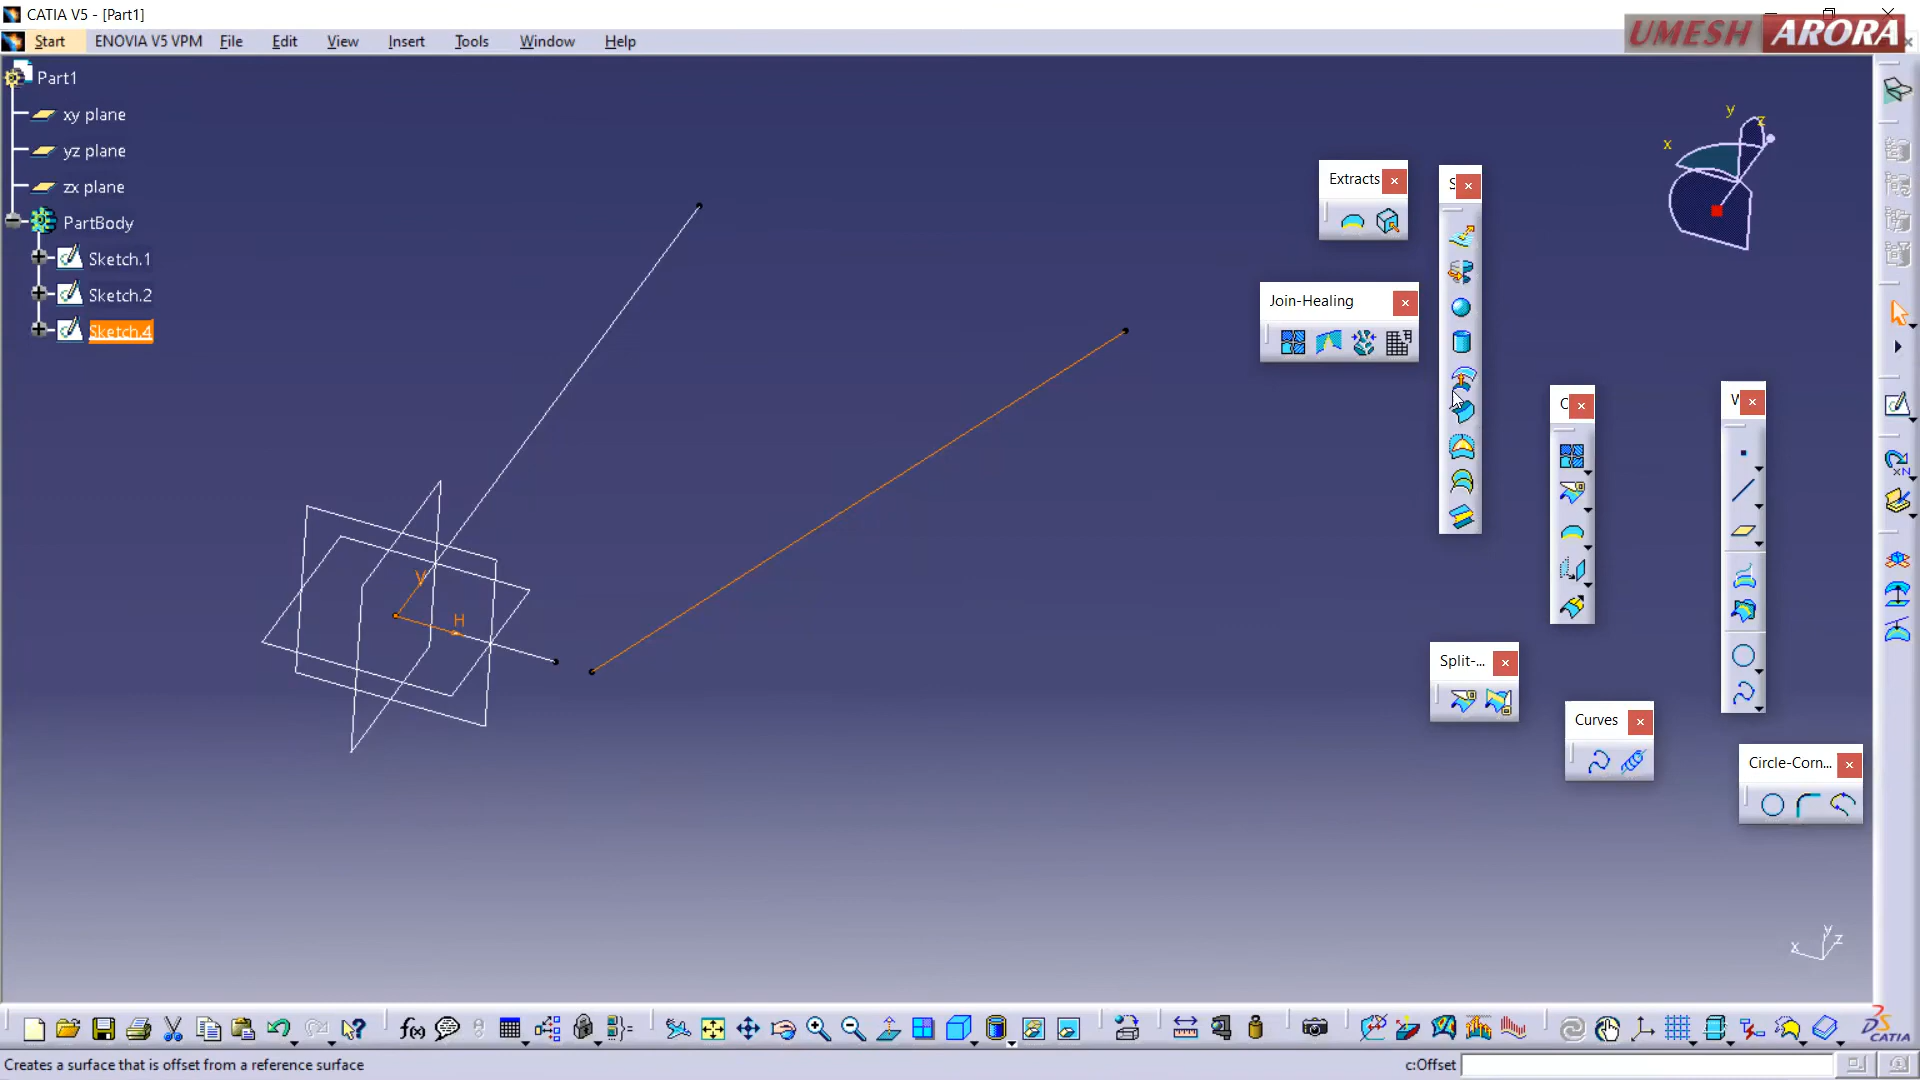 CATIA V5 - [Part1]
UMESH ARORA
Start ENOVIA V5 VPM File Edit View Insert Tools Window Help
Part1
xy plane
yz plane
zx plane
PartBody
Sketch.1
Sketch.2
Sketch.4
y
z
x
Extracts
Join-Healing
Split-...
Curves
Circle-Corn...
V
H
y
x z
f(x)
CATIA
Creates a surface that is offset from a reference surface
c:Offset